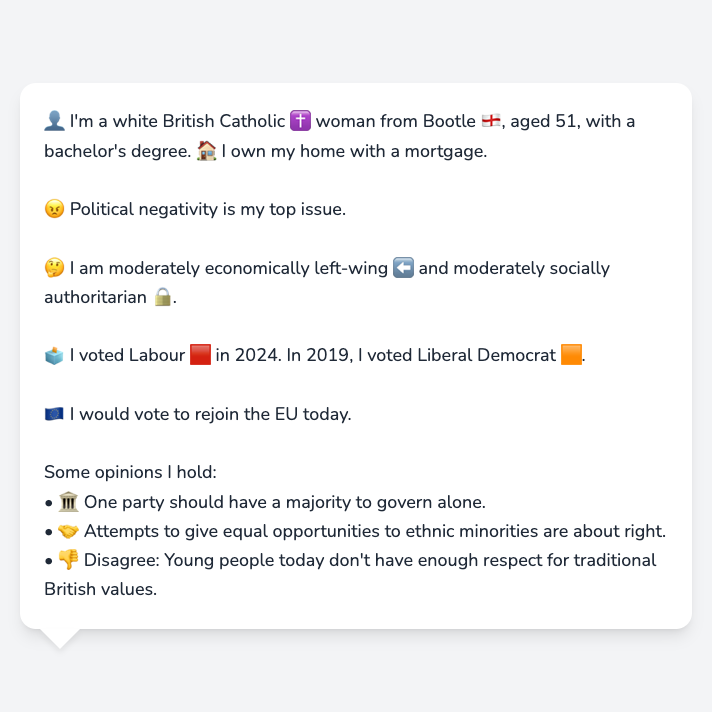 👤 I'm a white British Catholic ✝️ woman from Bootle 🏴󠁧󠁢󠁥󠁮󠁧󠁿, aged 51, with a
bachelor's degree. 🏠 I own my home with a mortgage.
😠 Political negativity is my top issue.
🤔 I am moderately economically left-wing ⬅️ and moderately socially
authoritarian 🔒.
🗳️ I voted Labour 🟥 in 2024. In 2019, I voted Liberal Democrat 🟧.
🇪🇺 I would vote to rejoin the EU today.
Some opinions I hold:
• 🏛️ One party should have a majority to govern alone.
• 🤝 Attempts to give equal opportunities to ethnic minorities are about right.
• 👎 Disagree: Young people today don't have enough respect for traditional
British values.